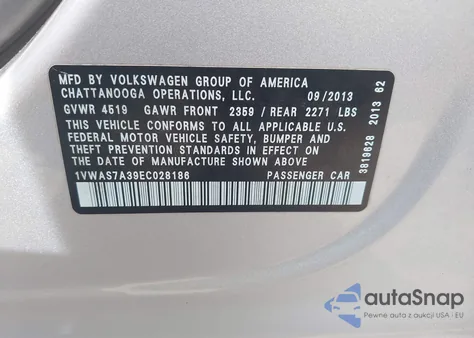 MFD BY VOLKSWAGEN GROUP OF AMERICA
CHATTANOOGA OPERATIONS, LLC. 09/2013
GVWR 4519 GAWR FRONT 2359 / REAR 2271 LBS
THIS VEHICLE CONFORMS TO ALL APPLICABLE U.S.
FEDERAL MOTOR VEHICLE SAFETY, BUMPER AND
THEFT PREVENTION STANDARDS IN EFFECT ON
THE DATE OF MANUFACTURE SHOWN ABOVE.
1VWAS7A39EC028186 PASSENGER CAR
3819628 2013 62
autoSnap
Pewne auta z aukcji USA i EU